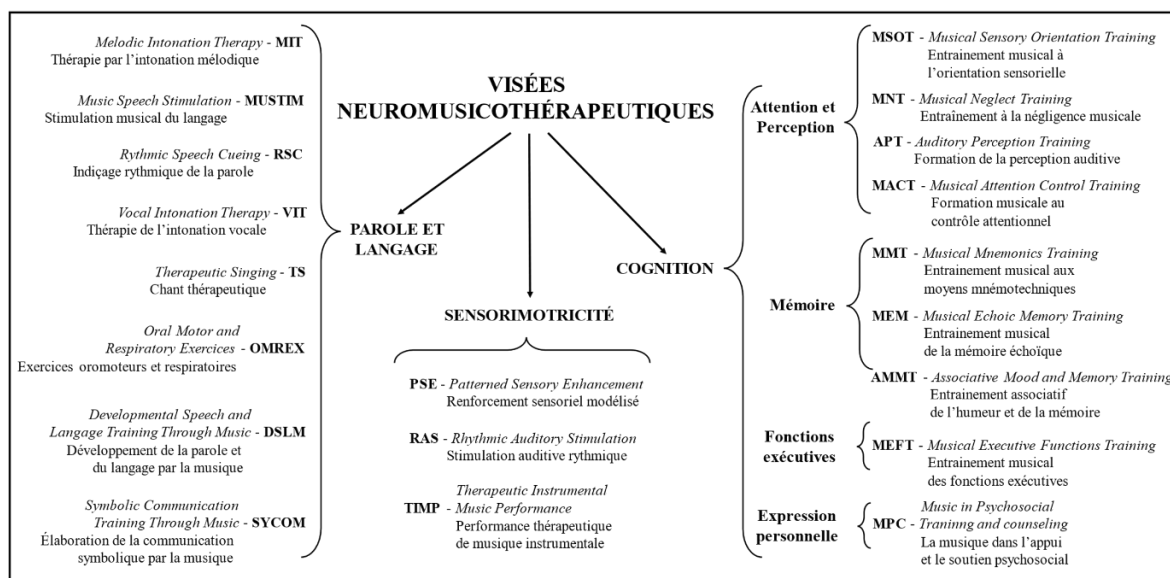 VISÉES
NEUROMUSICOTHÉRAPEUTIQUES
Melodic Intonation Therapy - MIT
Thérapie par l'intonation mélodique
Music Speech Stimulation - MUSTIM
Stimulation musical du langage
Rytmic Speech Cueing - RSC
Indiçage rythmique de la parole
Vocal Intonation Therapy - VIT
Thérapie de l'intonation vocale
Therapeutic Singing - TS
Chant thérapeutique
Oral Motor and
Respiratory Exercices - OMREX
Exercices oromoteurs et respiratoires
Developmental Speech and
Langage Training Through Music - DSLM
Développement de la parole et
du langage par la musique
Symbolic Communication
Training Through Music - SYCOM
Élaboration de la communication
symbolique par la musique
PAROLE ET
LANGAGE
SENSORIMOTRICITÉ
PSE - Patterned Sensory Enhancement
Renforcement sensoriel modélisé
RAS - Rhythmic Auditory Stimulation
Stimulation auditive rythmique
Therapeutic Instrumental
TIMP - Music Performance
Performance thérapeutique
de musique instrumentale
COGNITION
Attention et
Perception
MSOT - Musical Sensory Orientation Training
Entrainement musical à
l'orientation sensorielle
MNT - Musical Neglect Training
Entraînement à la négligence musicale
APT - Auditory Perception Training
Formation de la perception auditive
MACT - Musical Attention Control Training
Formation musicale au
contrôle attentionnel
Mémoire
MMT - Musical Mnemonics Training
Entrainement musical aux
moyens mnémotechniques
MEM - Musical Echoic Memory Training
Entrainement musical
de la mémoire échoïque
AMMT - Associative Mood and Memory Training
Entrainement associatif
de l'humeur et de la mémoire
Fonctions
exécutives
MEFT - Musical Executive Functions Training
Entrainement musical
des fonctions exécutives
Expression
personnelle
Music in Psychosocial
MPC - Traninng and counseling
La musique dans l'appui
et le soutien psychosocial